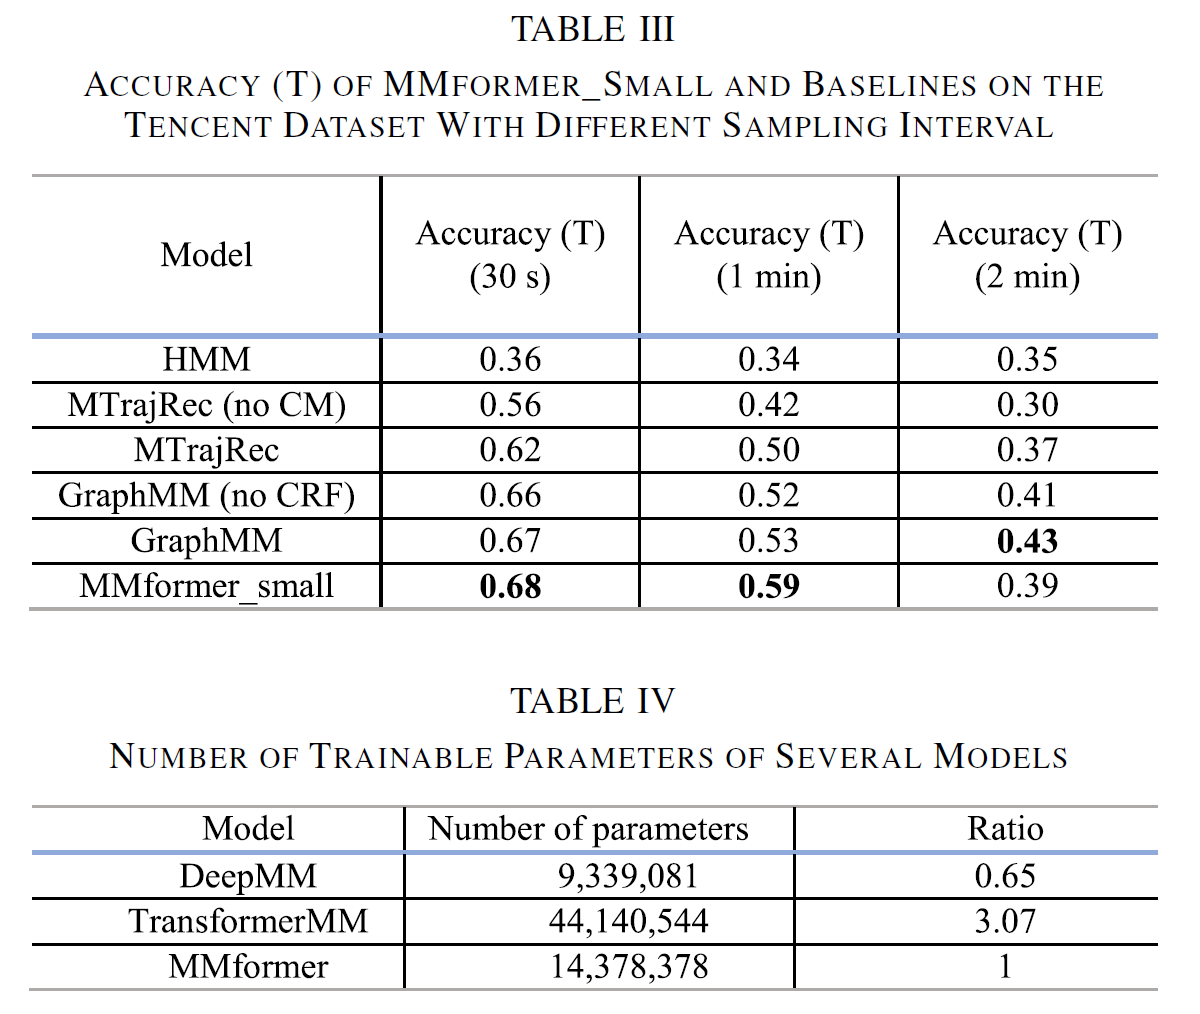 TABLE III
ACCURACY (T) OF MMFORMER_SMALL AND BASELINES ON THE
TENCENT DATASET WITH DIFFERENT SAMPLING INTERVAL
Model Accuracy (T) (30 s) Accuracy (T) (1 min) Accuracy (T) (2 min)
HMM 0.36 0.34 0.35
MTrajRec (no CM) 0.56 0.42 0.30
MTrajRec 0.62 0.50 0.37
GraphMM (no CRF) 0.66 0.52 0.41
GraphMM 0.67 0.53 0.43
MMformer_small 0.68 0.59 0.39
TABLE IV
NUMBER OF TRAINABLE PARAMETERS OF SEVERAL MODELS
Model Number of parameters Ratio
DeepMM 9,339,081 0.65
TransformerMM 44,140,544 3.07
MMformer 14,378,378 1